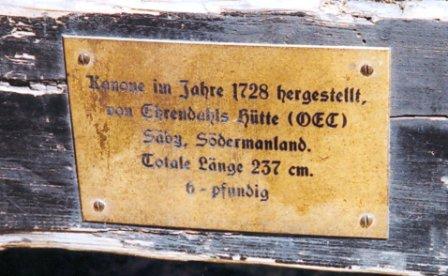 Kanone im Jahre 1728 hergestellt,
von Ehrendahls Hütte (OEC)
Säby, Södermanland.
Totale Länge 237 cm.
6 - pfundig